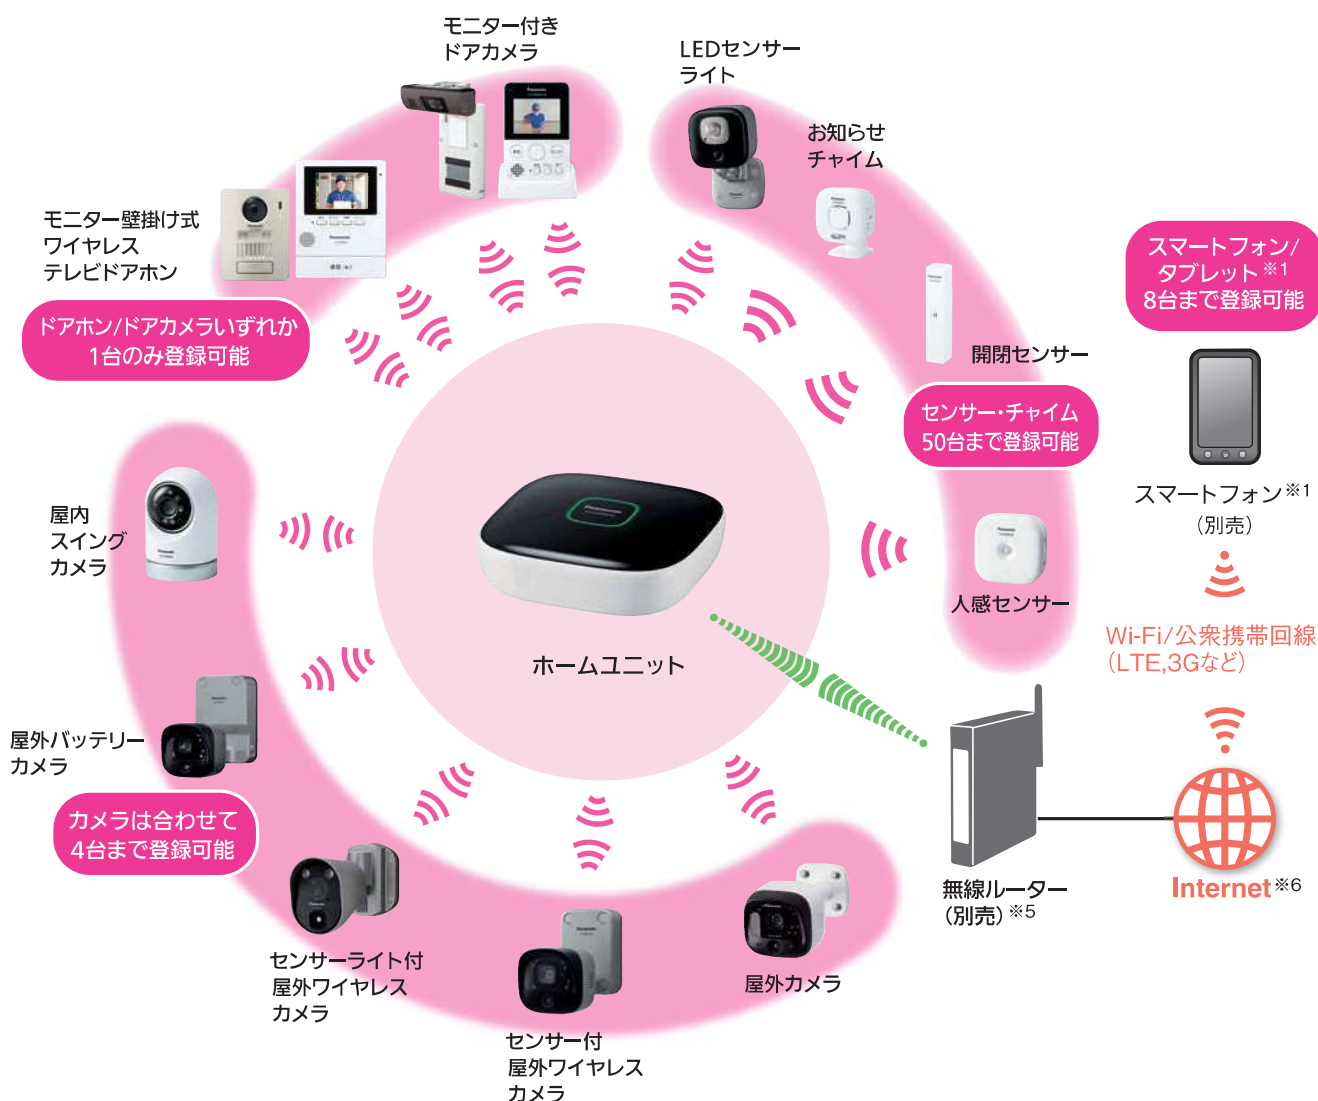 モニター付き
ドアカメラ
LEDセンサー
ライト
お知らせ
チャイム
モニター壁掛け式
ワイヤレス
テレビドアホン
ドアホン/ドアカメラいずれか
1台のみ登録可能
開閉センサー
センサー・チャイム
50台まで登録可能
スマートフォン/
タブレット※1
8台まで登録可能
スマートフォン※1
(別売)
屋内
スイング
カメラ
人感センサー
Panasonic
ホームユニット
Wi-Fi/公衆携帯回線
(LTE,3Gなど)
屋外バッテリー
カメラ
カメラは合わせて
4台まで登録可能
無線ルーター
(別売)※5
Internet※6
センサーライト付
屋外ワイヤレス
カメラ
屋外カメラ
センサー付
屋外ワイヤレス
カメラ